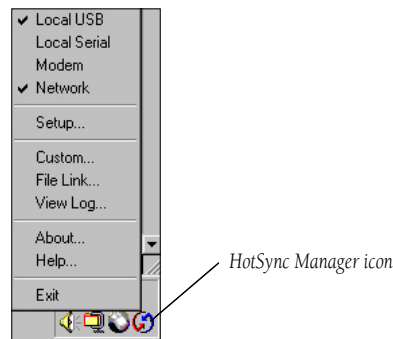 Local USB
Local Serial
Modem
Network
Setup...
Custom...
File Link...
View Log...
About...
Help...
Exit
HotSync Manager icon